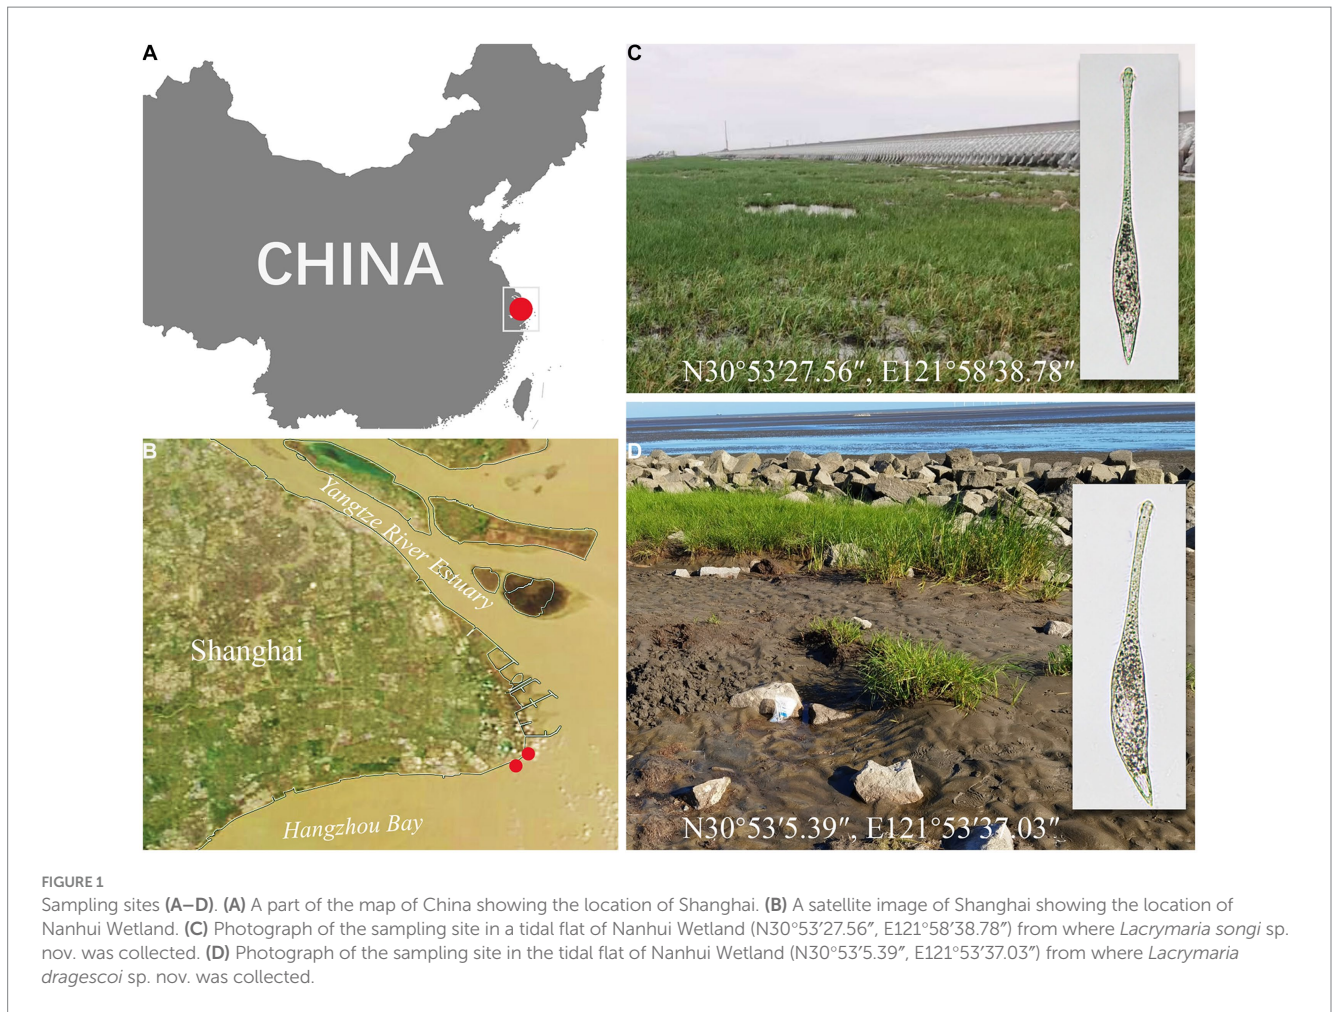 A
CHINA
B
Yangtze River Estuary
Shanghai
Hangzhou Bay
C
N30°53′27.56″, E121°58′38.78″
D
N30°53′5.39″, E121°53′37.03″
FIGURE 1
Sampling sites (A–D). (A) A part of the map of China showing the location of Shanghai. (B) A satellite image of Shanghai showing the location of
Nanhui Wetland. (C) Photograph of the sampling site in a tidal flat of Nanhui Wetland (N30°53′27.56″, E121°58′38.78″) from where Lacrymaria songi sp.
nov. was collected. (D) Photograph of the sampling site in the tidal flat of Nanhui Wetland (N30°53′5.39″, E121°53′37.03″) from where Lacrymaria
dragescoi sp. nov. was collected.